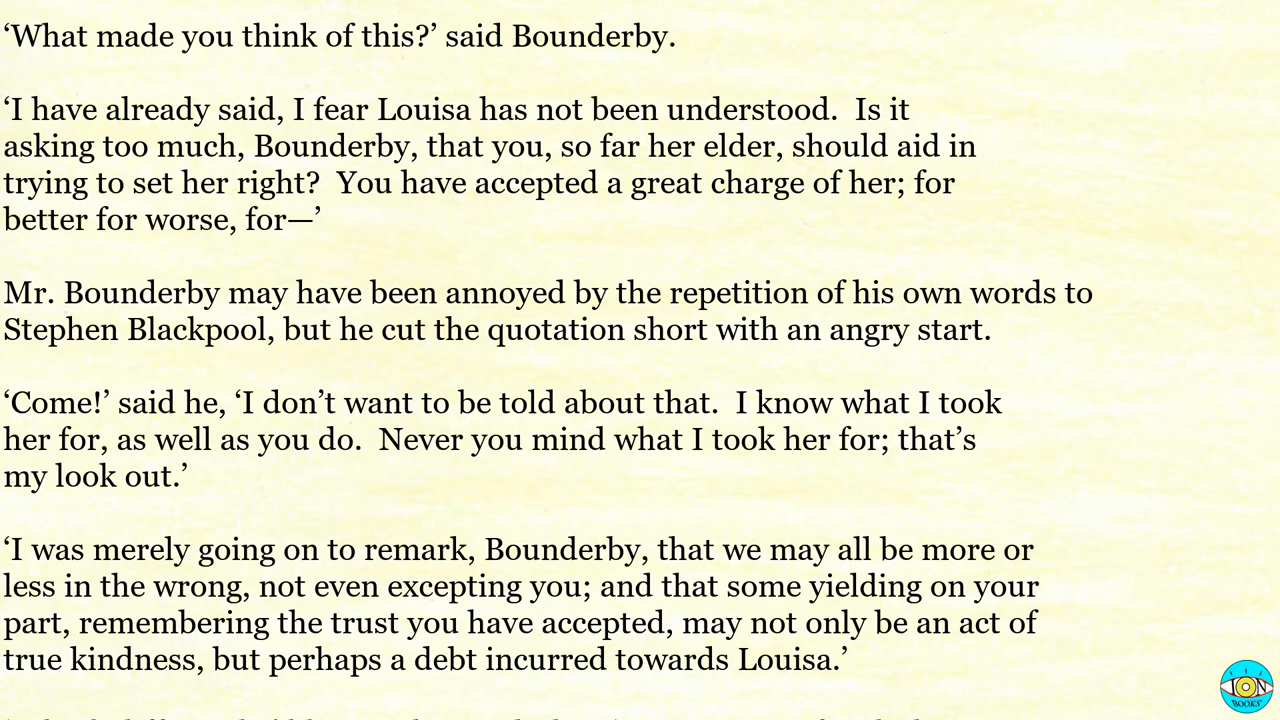 ‘What made you think of this?’ said Bounderby.
‘I have already said, I fear Louisa has not been understood.  Is it
asking too much, Bounderby, that you, so far her elder, should aid in
trying to set her right?  You have accepted a great charge of her; for
better for worse, for—’
Mr. Bounderby may have been annoyed by the repetition of his own words to
Stephen Blackpool, but he cut the quotation short with an angry start.
‘Come!’ said he, ‘I don’t want to be told about that.  I know what I took
her for, as well as you do.  Never you mind what I took her for; that’s
my look out.’
‘I was merely going on to remark, Bounderby, that we may all be more or
less in the wrong, not even excepting you; and that some yielding on your
part, remembering the trust you have accepted, may not only be an act of
true kindness, but perhaps a debt incurred towards Louisa.’
ION
BOOKS